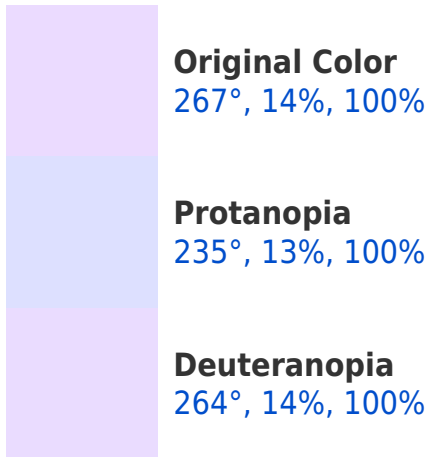 Original Color
267°, 14%, 100%
Protanopia
235°, 13%, 100%
Deuteranopia
264°, 14%, 100%